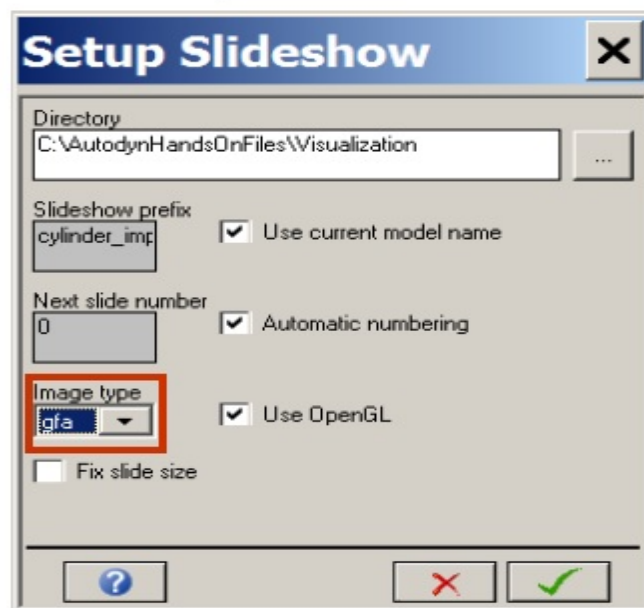 Setup Slideshow
Directory
C:\AutodynHandsOnFiles\Visualization
...
Slideshow prefix
cylinder_imp
Use current model name
Next slide number
0
Automatic numbering
Image type
gfa
Use OpenGL
Fix slide size
?